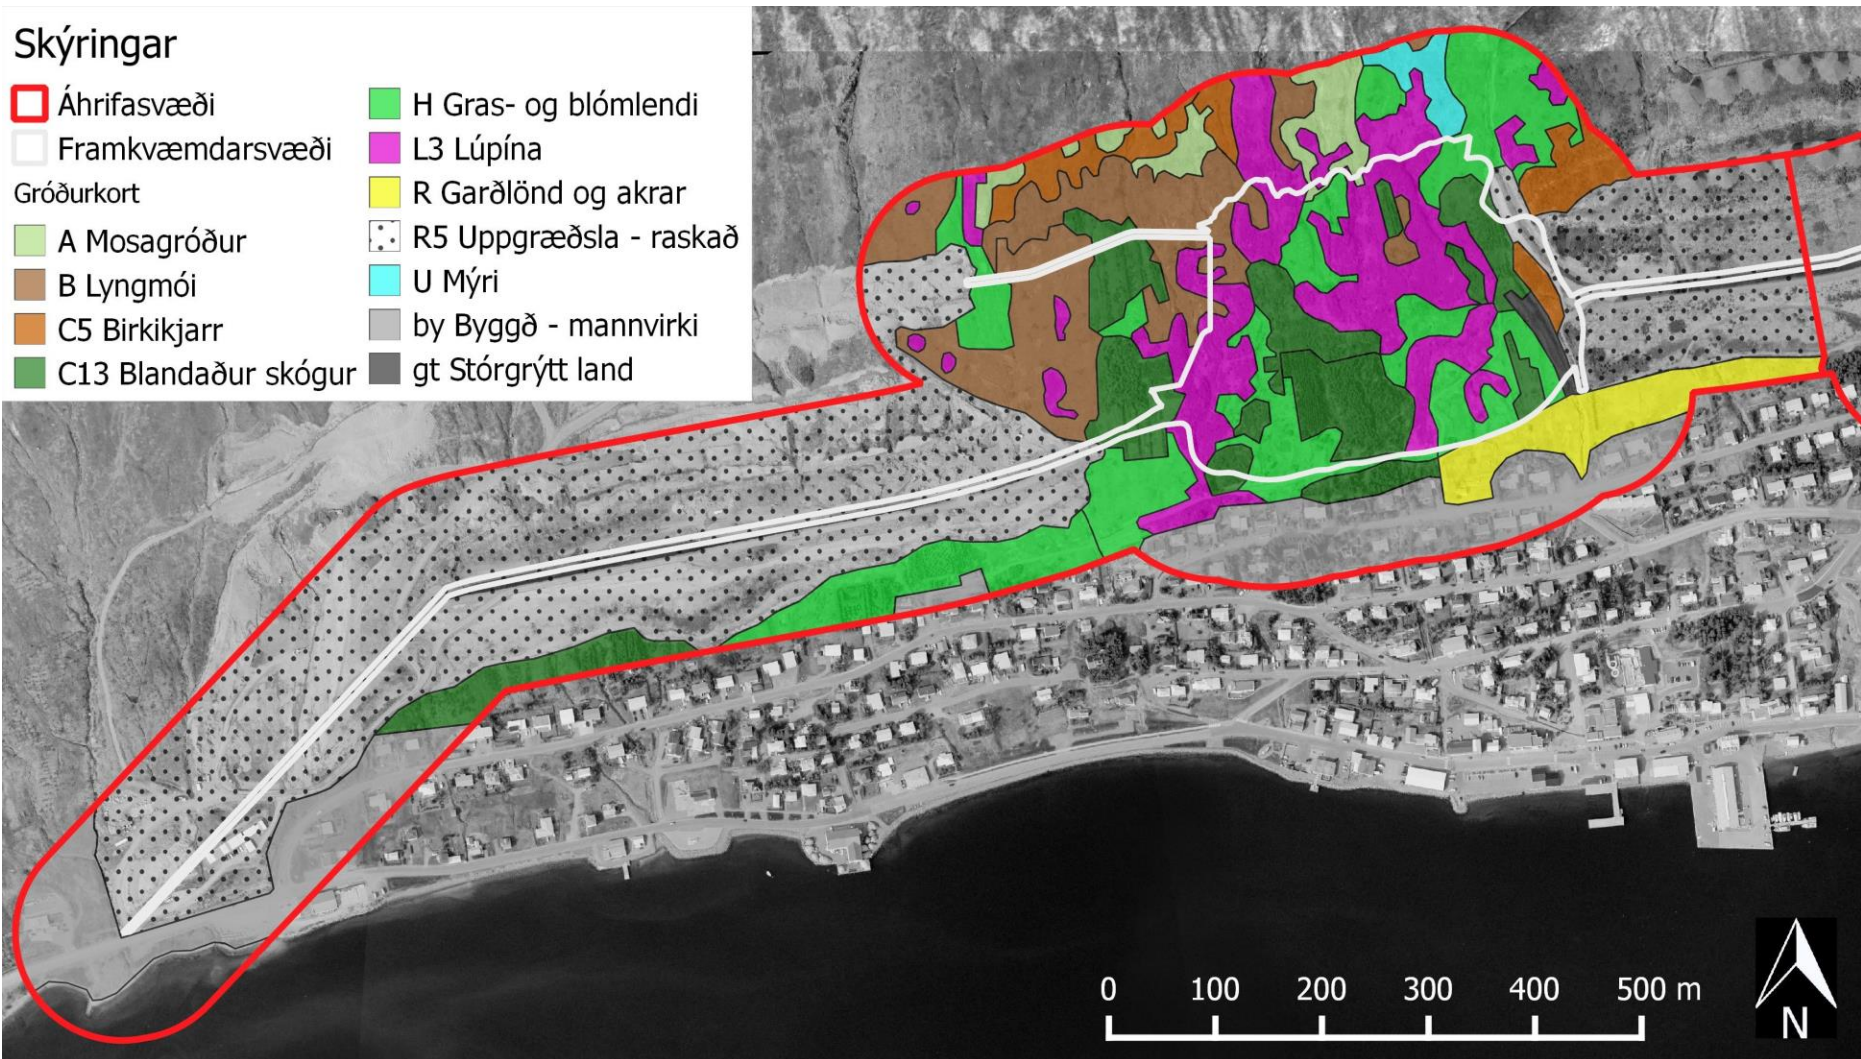 Skýringar
Áhrifasvæði
Framkvæmdarsvæði
Gróðurkort
A Mosagróður
B Lyngmói
C5 Birkikjarr
C13 Blandaður skógur
H Gras- og blómlendi
L3 Lúpína
R Garðlönd og akrar
R5 Uppgræðsla - raskað
U Mýri
by Byggð - mannvirki
gt Stórgrýtt land
0 100 200 300 400 500 m
N